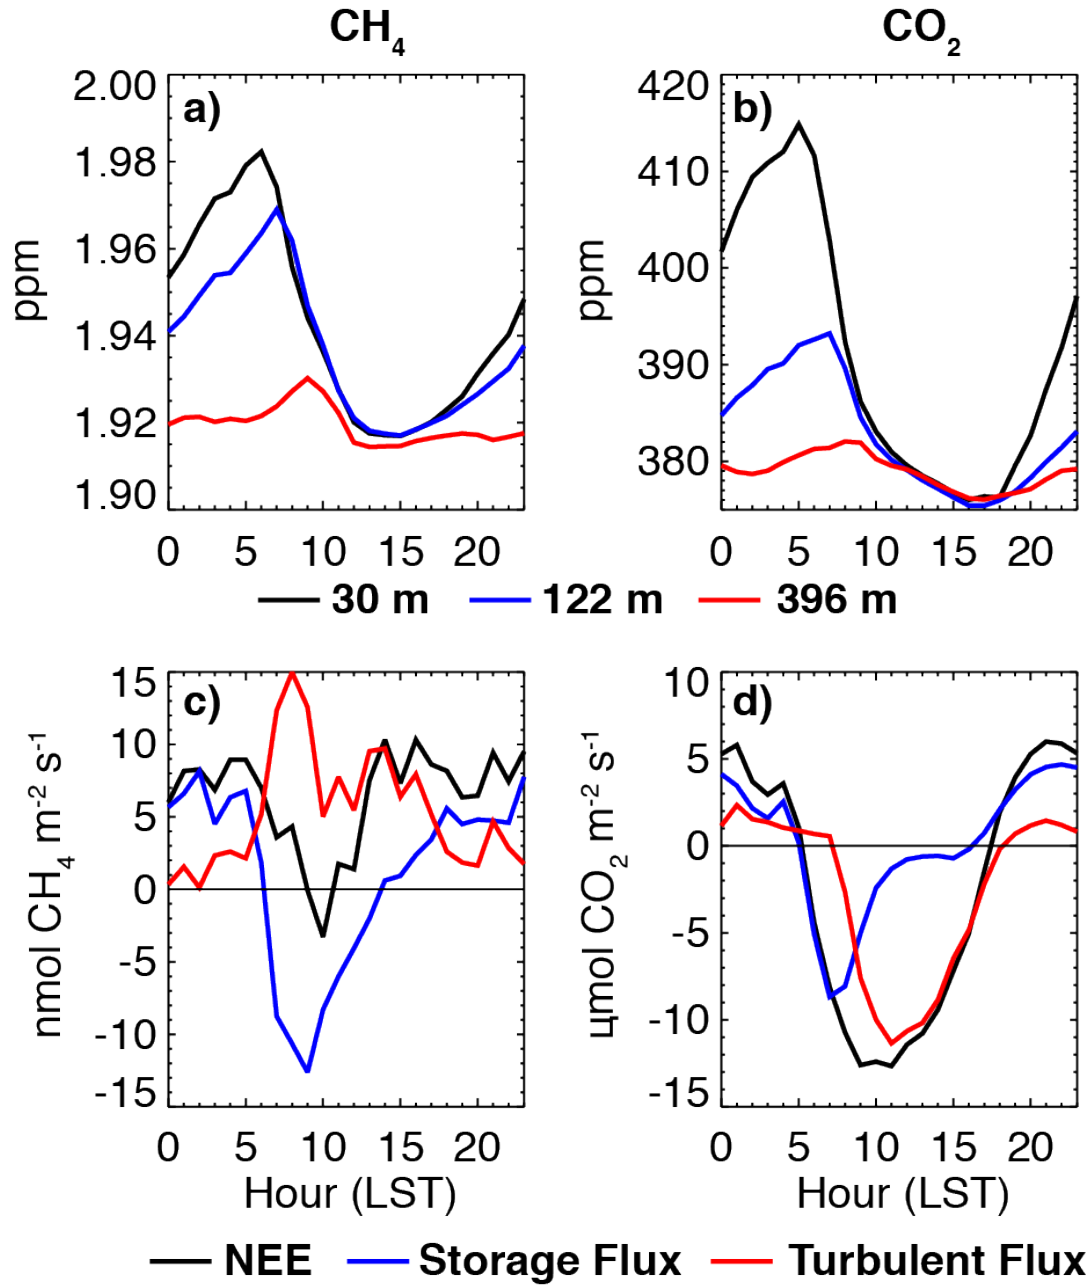 CH₄ CO₂
a) b)
2.00
1.98
1.96
1.94
1.92
1.90
ppm
0 5 10 15 20
420
410
400
390
380
ppm
0 5 10 15 20
30 m 122 m 396 m
c) d)
15
10
5
0
-5
-10
-15
nmol CH₄ m⁻² s⁻¹
0 5 10 15 20
Hour (LST)
10
5
0
-5
-10
-15
цmol CO₂ m⁻² s⁻¹
0 5 10 15 20
Hour (LST)
NEE Storage Flux Turbulent Flux